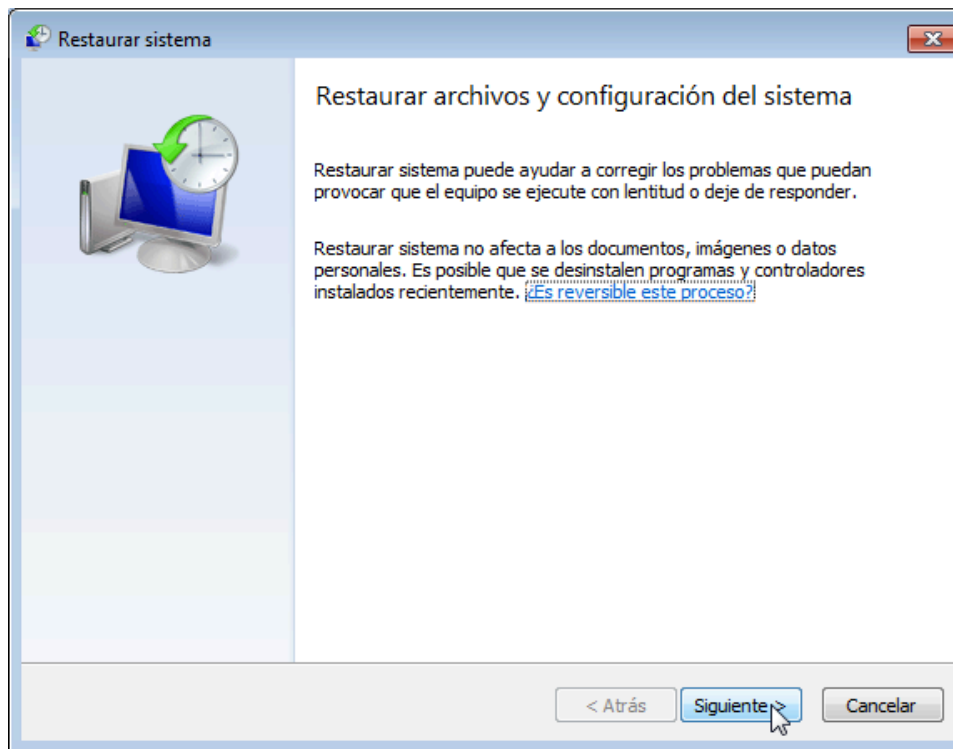 Restaurar sistema
Restaurar archivos y configuración del sistema
Restaurar sistema puede ayudar a corregir los problemas que puedan
provocar que el equipo se ejecute con lentitud o deje de responder.
Restaurar sistema no afecta a los documentos, imágenes o datos
personales. Es posible que se desinstalen programas y controladores
instalados recientemente. ¿Es reversible este proceso?
< Atrás
Siguiente >
Cancelar